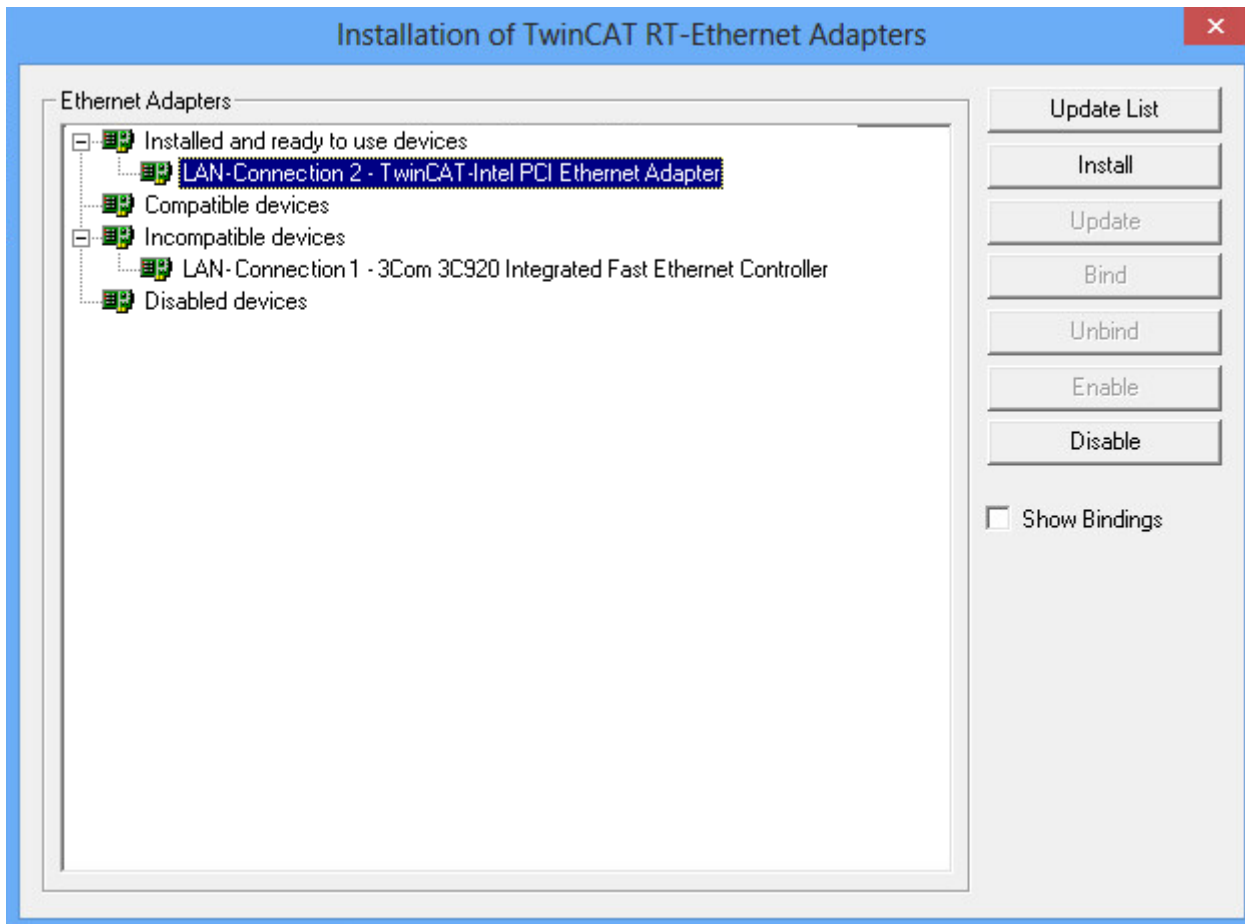 Installation of TwinCAT RT-Ethernet Adapters
Ethernet Adapters
Installed and ready to use devices
LAN-Connection 2 - TwinCAT-Intel PCI Ethernet Adapter
Compatible devices
Incompatible devices
LAN-Connection 1 - 3Com 3C920 Integrated Fast Ethernet Controller
Disabled devices
Update List
Install
Update
Bind
Unbind
Enable
Disable
Show Bindings